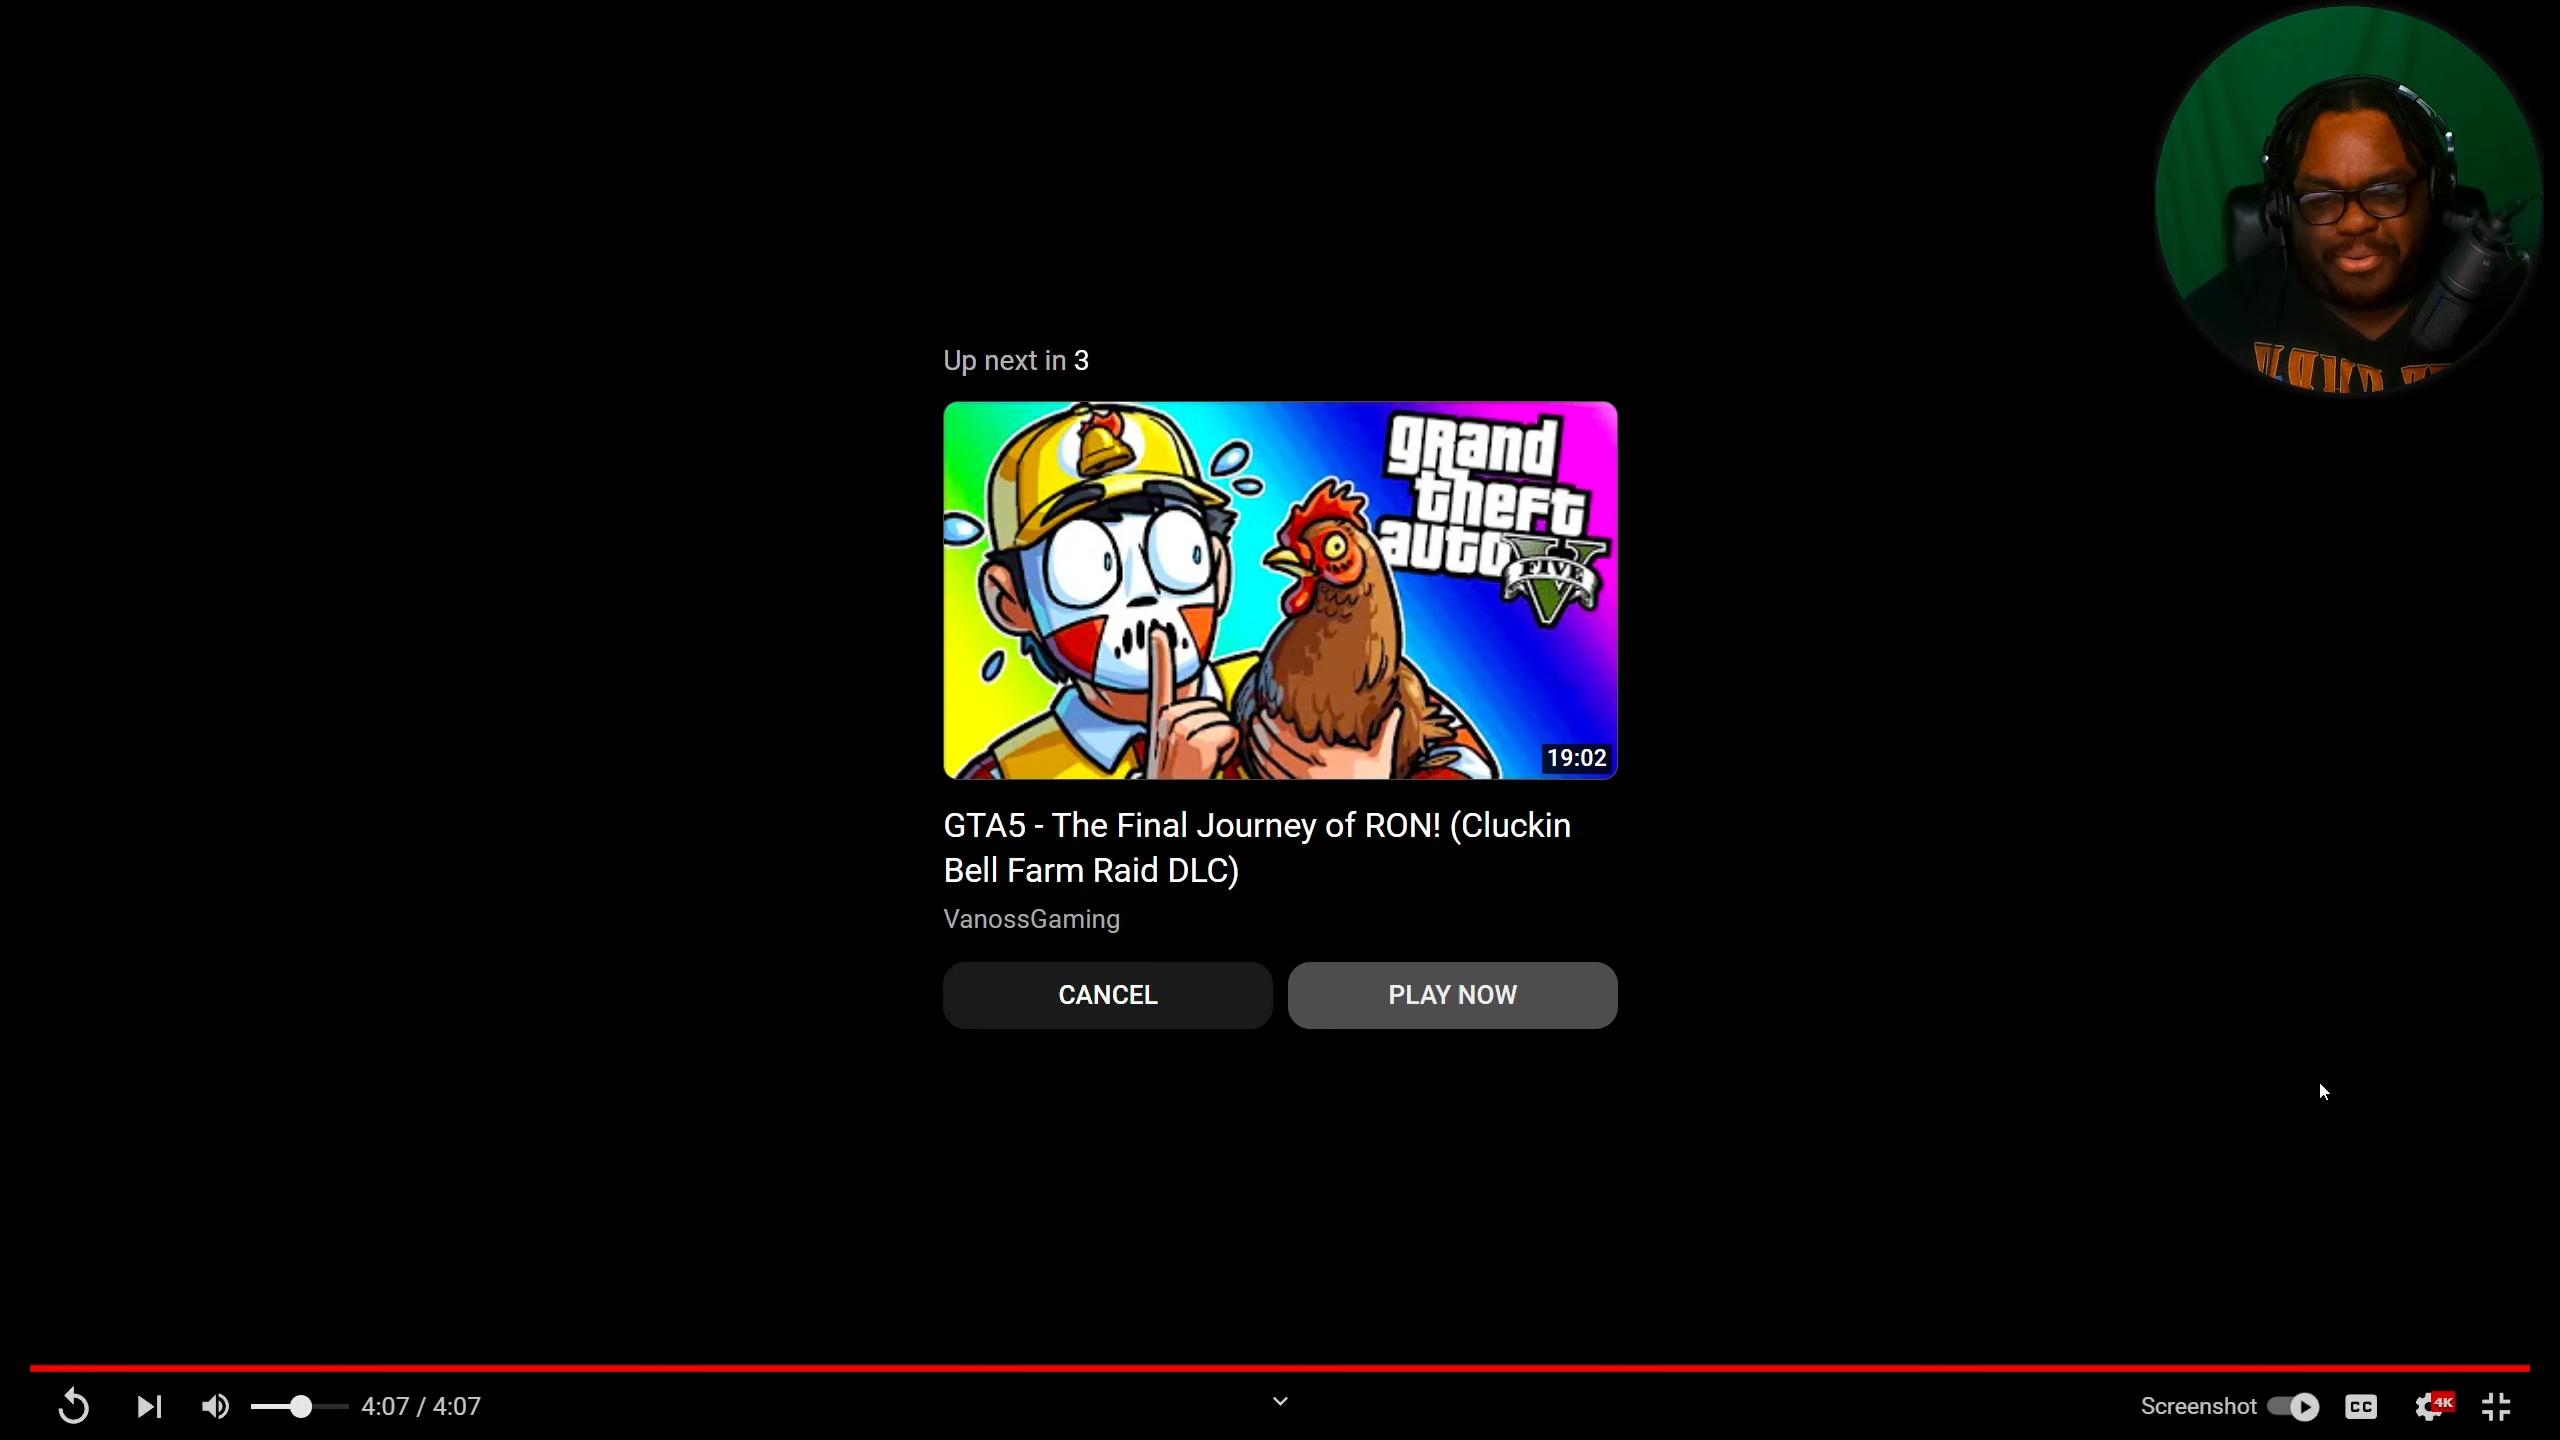 Up next in 3
grand
theft
auto V
FIVE
19:02
GTA5 - The Final Journey of RON! (Cluckin
Bell Farm Raid DLC)
VanossGaming
CANCEL
PLAY NOW
4:07 / 4:07
Screenshot
CC
4K